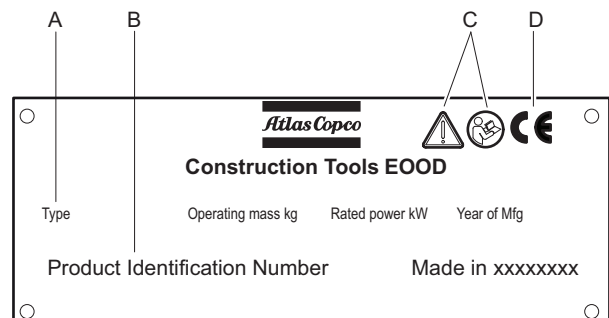 A B C D
Atlas Copco
CE
Construction Tools EOOD
Type Operating mass kg Rated power kW Year of Mfg
Product Identification Number Made in xxxxxxxx